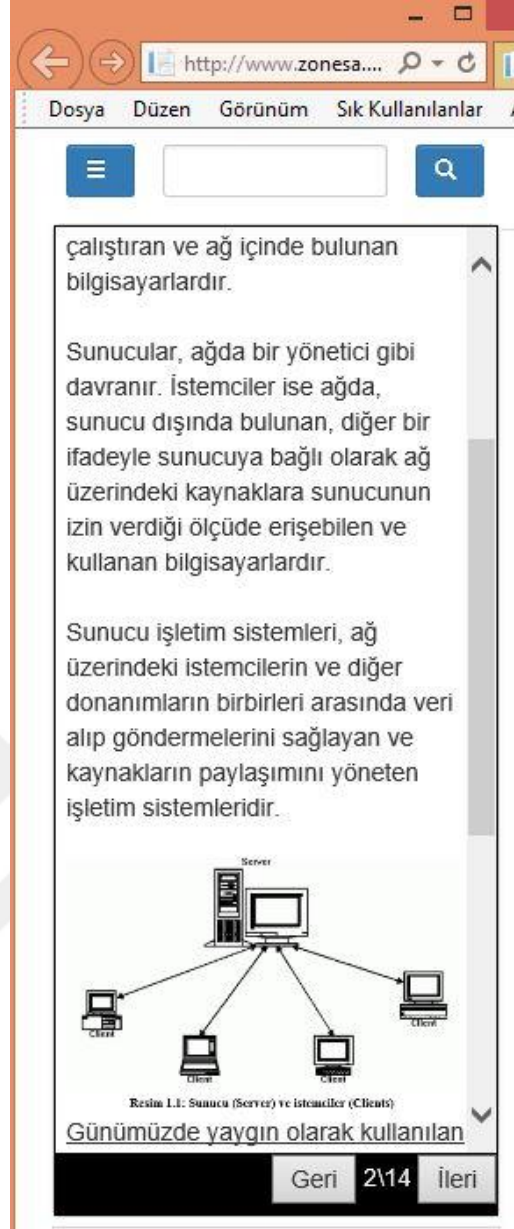 http://www.zonesa....
Dosya Düzen Görünüm Sık Kullanılanlar
çalıştıran ve ağ içinde bulunan
bilgisayarlardır.
Sunucular, ağda bir yönetici gibi
davranır. İstemciler ise ağda,
sunucu dışında bulunan, diğer bir
ifadeyle sunucuya bağlı olarak ağ
üzerindeki kaynaklara sunucunun
izin verdiği ölçüde erişebilen ve
kullanan bilgisayarlardır.
Sunucu işletim sistemleri, ağ
üzerindeki istemcilerin ve diğer
donanımların birbirleri arasında veri
alıp göndermelerini sağlayan ve
kaynakların paylaşımını yöneten
işletim sistemleridir.
Server
Client
Client
Client
Client
Resim 1.1: Sunucu (Server) ve istemciler (Clients)
Günümüzde yaygın olarak kullanılan
Geri 2\14 İleri